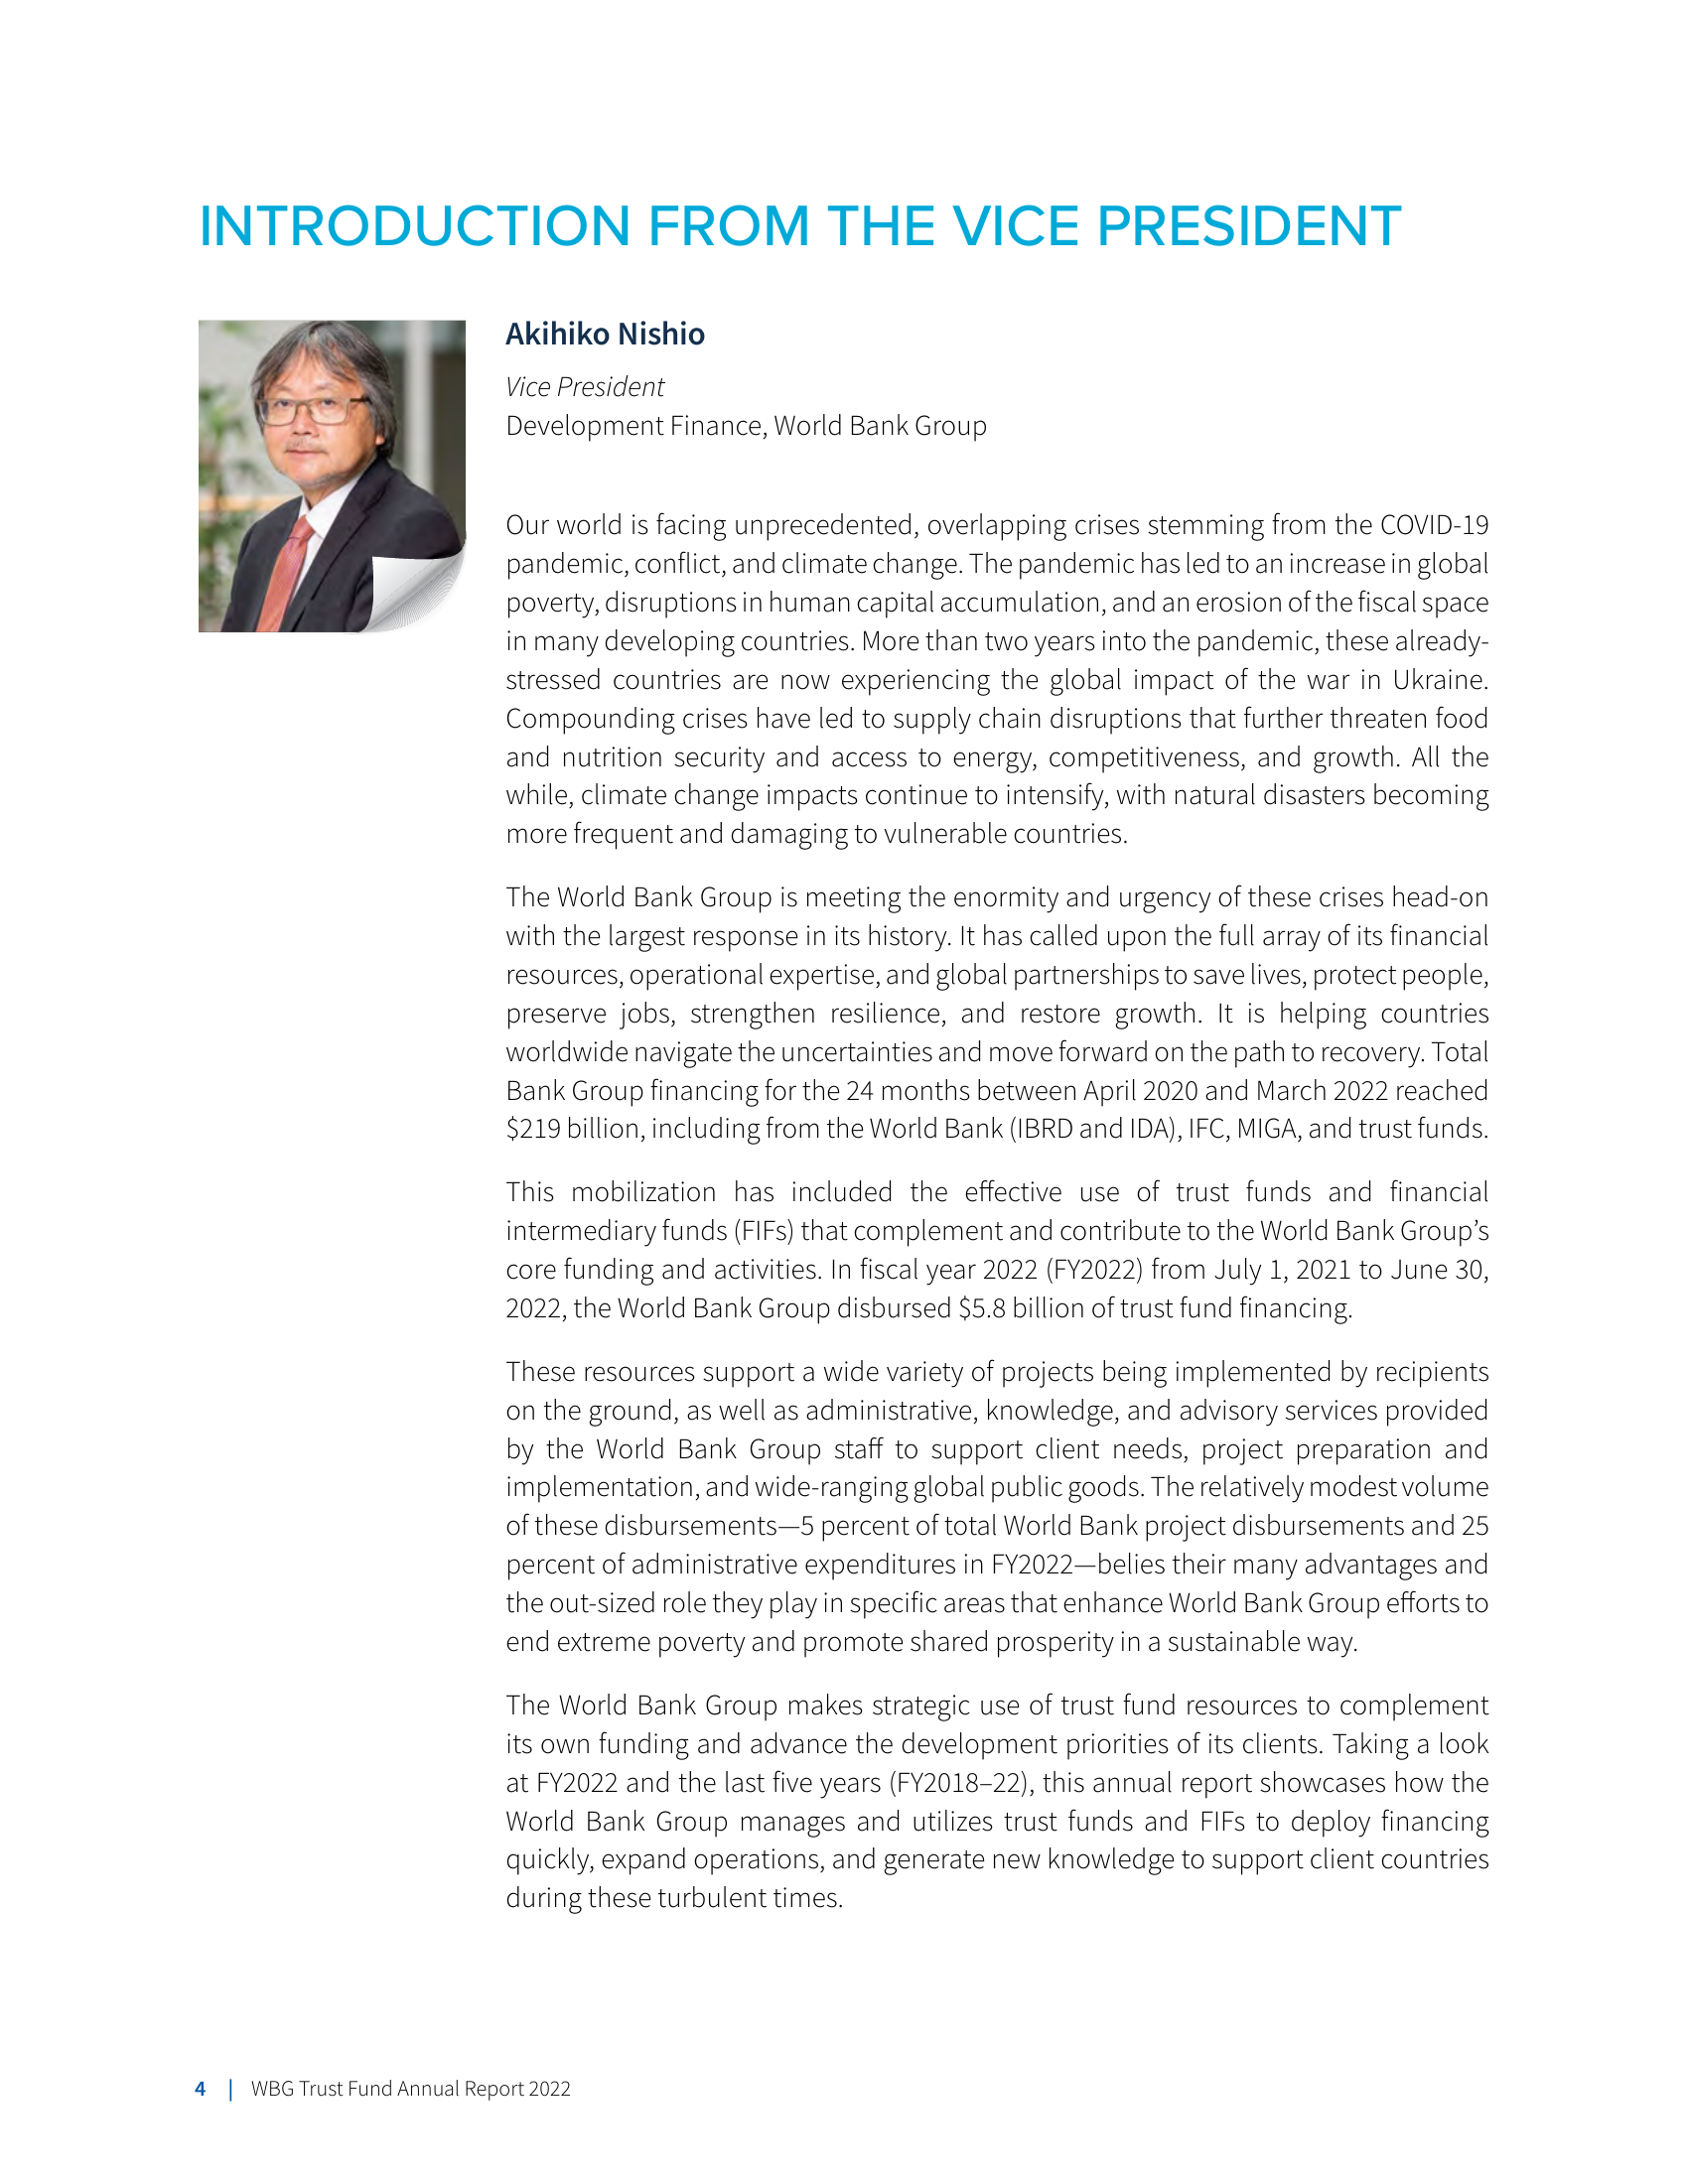 INTRODUCTION FROM THE VICE PRESIDENT
Akihiko Nishio
Vice President
Development Finance, World Bank Group
Our world is facing unprecedented, overlapping crises stemming from the COVID-19
pandemic, conflict, and climate change. The pandemic has led to an increase in global
poverty, disruptions in human capital accumulation, and an erosion of the fiscal space
in many developing countries. More than two years into the pandemic, these already-
stressed countries are now experiencing the global impact of the war in Ukraine.
Compounding crises have led to supply chain disruptions that further threaten food
and nutrition security and access to energy, competitiveness, and growth. All the
while, climate change impacts continue to intensify, with natural disasters becoming
more frequent and damaging to vulnerable countries.
The World Bank Group is meeting the enormity and urgency of these crises head-on
with the largest response in its history. It has called upon the full array of its financial
resources, operational expertise, and global partnerships to save lives, protect people,
preserve jobs, strengthen resilience, and restore growth. It is helping countries
worldwide navigate the uncertainties and move forward on the path to recovery. Total
Bank Group financing for the 24 months between April 2020 and March 2022 reached
$219 billion, including from the World Bank (IBRD and IDA), IFC, MIGA, and trust funds.
This mobilization has included the effective use of trust funds and financial
intermediary funds (FIFs) that complement and contribute to the World Bank Group’s
core funding and activities. In fiscal year 2022 (FY2022) from July 1, 2021 to June 30,
2022, the World Bank Group disbursed $5.8 billion of trust fund financing.
These resources support a wide variety of projects being implemented by recipients
on the ground, as well as administrative, knowledge, and advisory services provided
by the World Bank Group staff to support client needs, project preparation and
implementation, and wide-ranging global public goods. The relatively modest volume
of these disbursements—5 percent of total World Bank project disbursements and 25
percent of administrative expenditures in FY2022—belies their many advantages and
the out-sized role they play in specific areas that enhance World Bank Group efforts to
end extreme poverty and promote shared prosperity in a sustainable way.
The World Bank Group makes strategic use of trust fund resources to complement
its own funding and advance the development priorities of its clients. Taking a look
at FY2022 and the last five years (FY2018–22), this annual report showcases how the
World Bank Group manages and utilizes trust funds and FIFs to deploy financing
quickly, expand operations, and generate new knowledge to support client countries
during these turbulent times.
4 | WBG Trust Fund Annual Report 2022